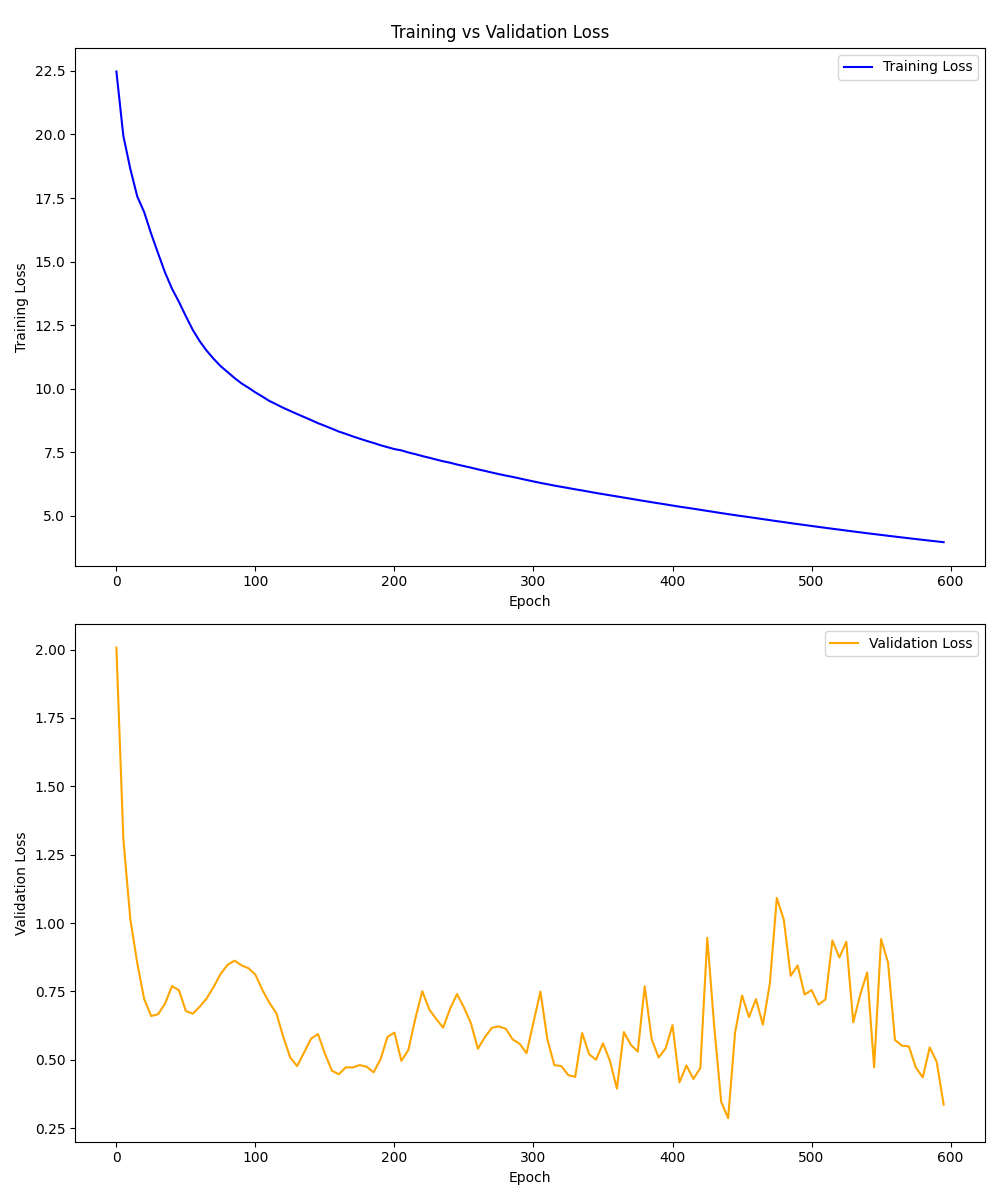 Training vs Validation Loss
Training Loss
22.5
20.0
17.5
15.0
12.5
10.0
7.5
5.0
Training Loss
0 100 200 300 400 500 600
Epoch
Validation Loss
2.00
1.75
1.50
1.25
1.00
0.75
0.50
0.25
Validation Loss
0 100 200 300 400 500 600
Epoch